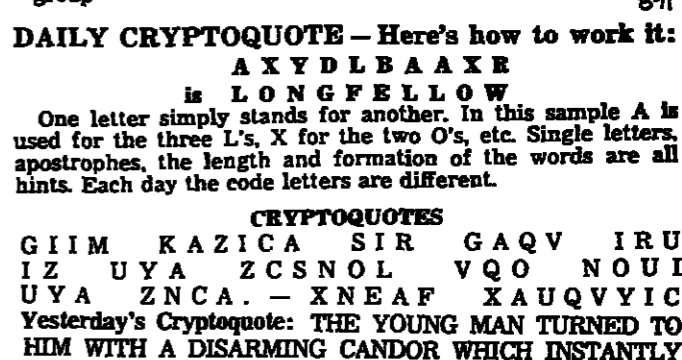 DAILY CRYPTOQUOTE — Here's how to work it:
A X Y D L B A A X R
is L O N G F E L L O W
One letter simply stands for another. In this sample A is
used for the three L's, X for the two O's, etc. Single letters,
apostrophes, the length and formation of the words are all
hints. Each day the code letters are different.
CRYPTOQUOTES
G I I M K A Z I C A S I R G A Q V I R U
I Z U Y A Z C S N O L V Q O N O U I
U Y A Z N C A . — X N E A F X A U Q V Y I C
Yesterday's Cryptoquote: THE YOUNG MAN TURNED TO
HIM WITH A DISARMING CANDOR WHICH INSTANTLY